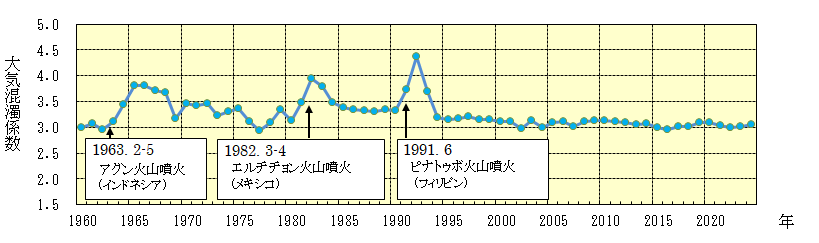 5.0
4.5
4.0
3.5
3.0
2.5
2.0
1.5
大気混濁係数
1963. 2-5
アグン火山噴火
(インドネシア)
1982. 3-4
エルチチョン火山噴火
(メキシコ)
1991. 6
ピナトゥボ火山噴火
(フィリピン)
1960 1965 1970 1975 1980 1985 1990 1995 2000 2005 2010 2015 2020 年